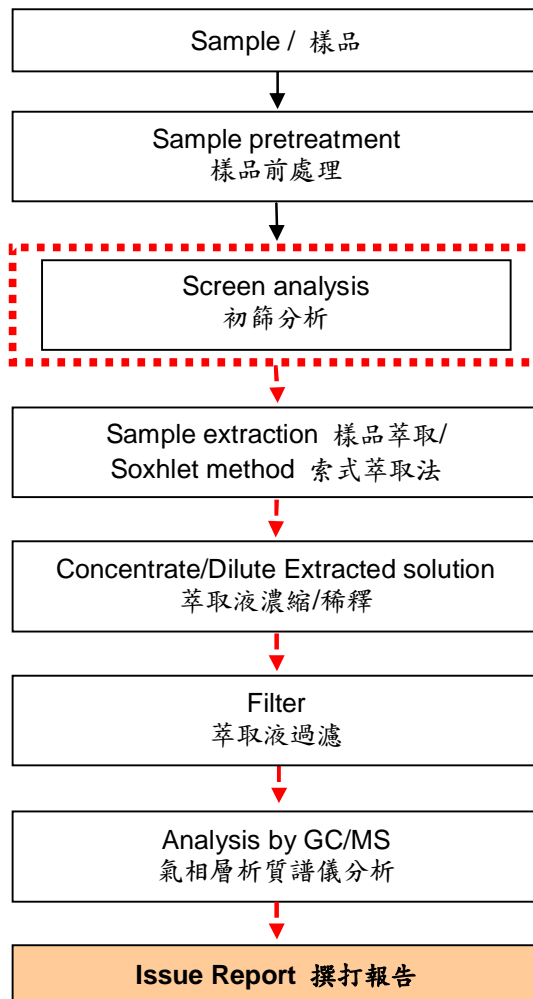 Sample / 樣品
Sample pretreatment
樣品前處理
Screen analysis
初篩分析
Sample extraction 樣品萃取/
Soxhlet method 索式萃取法
Concentrate/Dilute Extracted solution
萃取液濃縮/稀釋
Filter
萃取液過濾
Analysis by GC/MS
氣相層析質譜儀分析
Issue Report 撰打報告